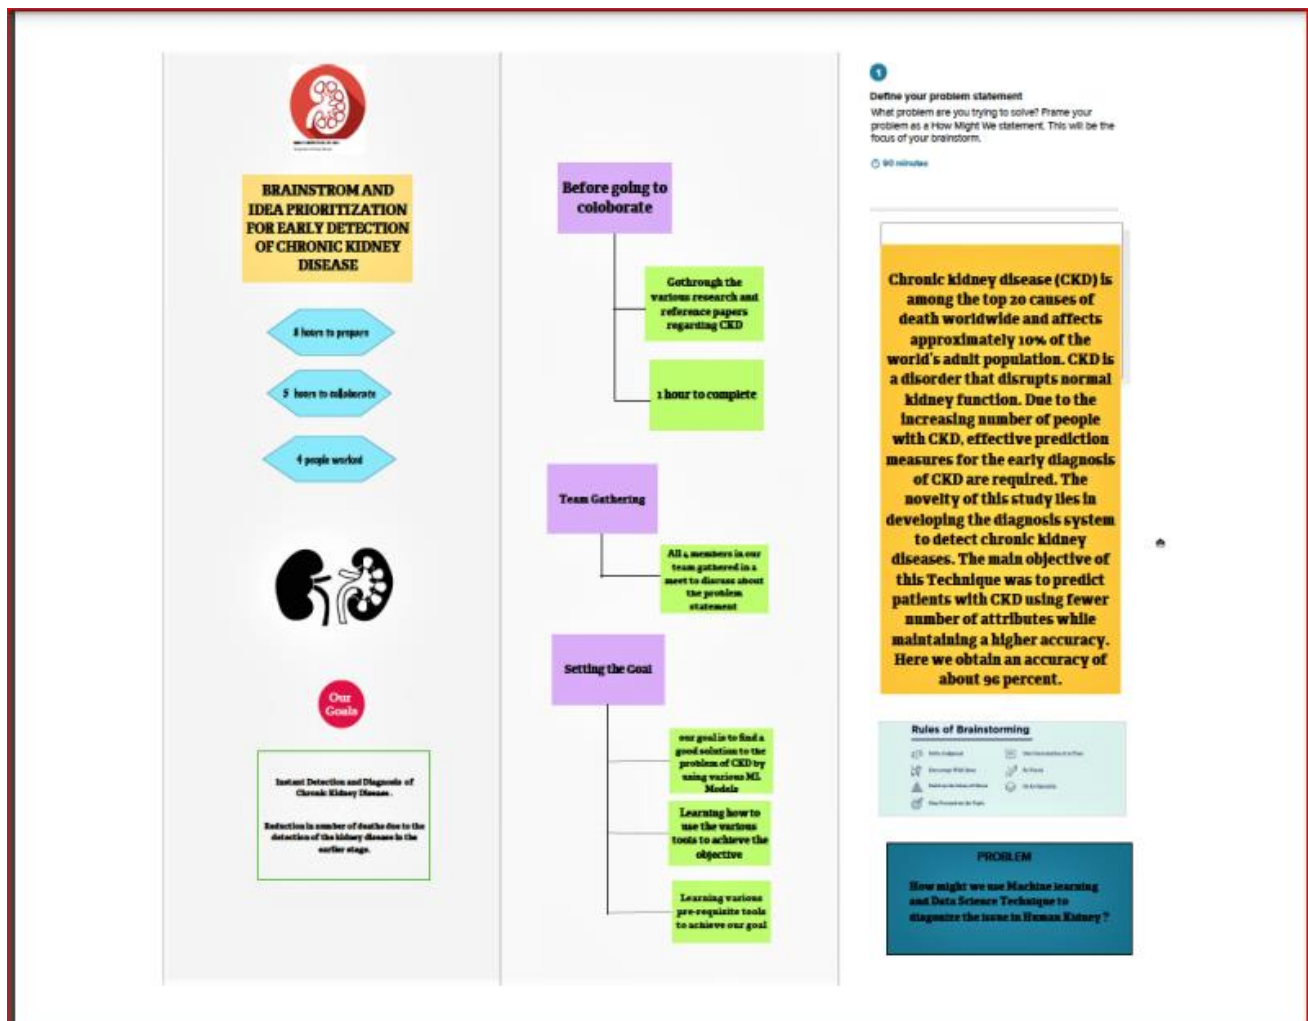 BRAINSTROM AND
IDEA PRIORITIZATION
FOR EARLY DETECTION
OF CHRONIC KIDNEY
DISEASE
8 hours to prepare
5 hours to collaborate
4 people worked
Our
Goals
Instant Detection and Diagnosis of
Chronic Kidney Disease .
Reduction in number of deaths due to the
detection of the kidney disease in the
earlier stage.
Before going to
coloborate
Gothrough the
various research and
reference papers
regarding CKD
1 hour to complete
Team Gathering
All 4 members in our
team gathered in a
meet to discuss about
the problem
statement
Setting the Goal
our goal is to find a
good solution to the
problem of CKD by
using various ML
Models
Learning how to
use the various
tools to achieve the
objective
Learning various
pre-requisite tools
to achieve our goal
1
Define your problem statement
What problem are you trying to solve? Frame your
problem as a How Might We statement. This will be the
focus of your brainstorm.
90 minutes
Chronic kidney disease (CKD) is
among the top 20 causes of
death worldwide and affects
approximately 10% of the
world's adult population. CKD is
a disorder that disrupts normal
kidney function. Due to the
increasing number of people
with CKD, effective prediction
measures for the early diagnosis
of CKD are required. The
novelty of this study lies in
developing the diagnosis system
to detect chronic kidney
diseases. The main objective of
this Technique was to predict
patients with CKD using fewer
number of attributes while
maintaining a higher accuracy.
Here we obtain an accuracy of
about 96 percent.
Rules of Brainstorming
PROBLEM
How might we use Machine learning
and Data Science Technique to
diagonize the issue in Human Kidney ?